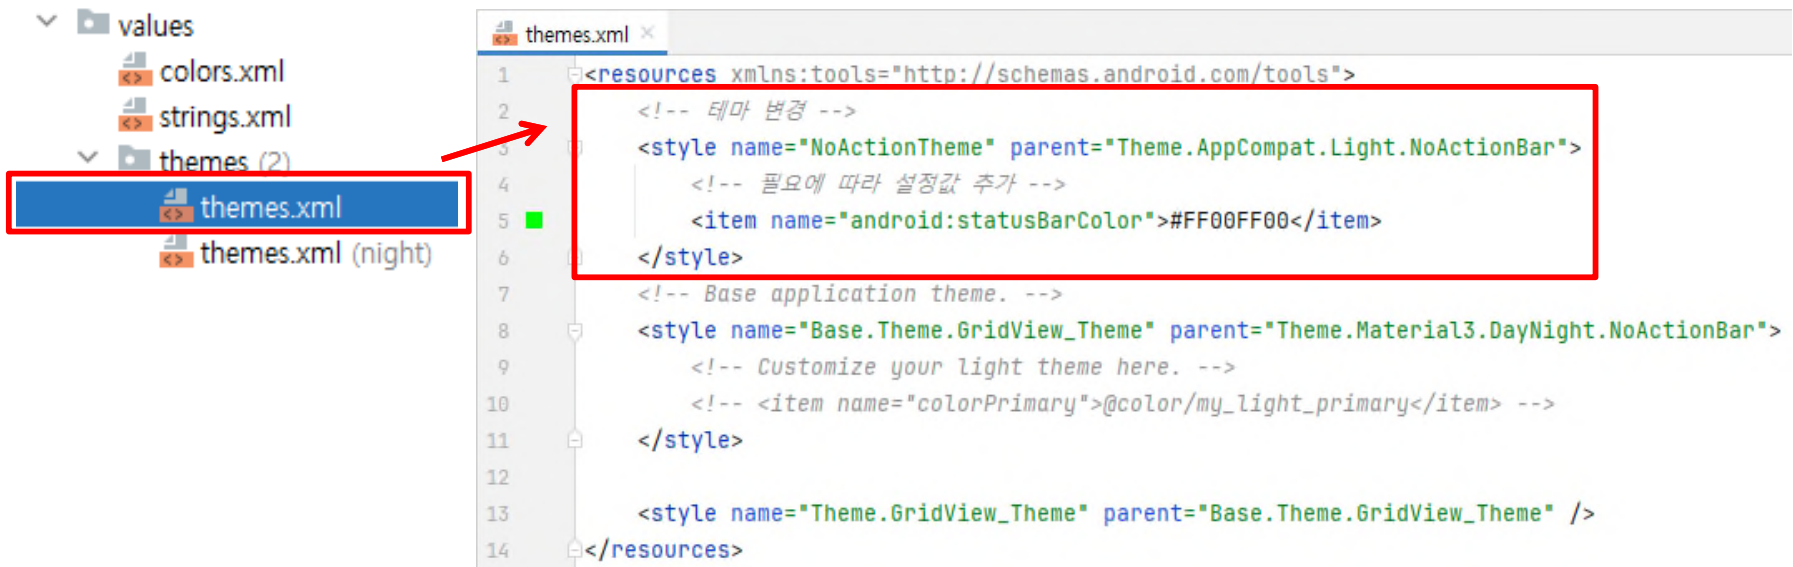 values
colors.xml
strings.xml
themes (2)
themes.xml
themes.xml (night)
themes.xml
1 <resources xmlns:tools="http://schemas.android.com/tools">
2 <!-- 테마 변경 -->
3 <style name="NoActionTheme" parent="Theme.AppCompat.Light.NoActionBar">
4 <!-- 필요에 따라 설정값 추가 -->
5 <item name="android:statusBarColor">#FF00FF00</item>
6 </style>
7 <!-- Base application theme. -->
8 <style name="Base.Theme.GridView_Theme" parent="Theme.Material3.DayNight.NoActionBar">
9 <!-- Customize your light theme here. -->
10 <!-- <item name="colorPrimary">@color/my_light_primary</item> -->
11 </style>
12
13 <style name="Theme.GridView_Theme" parent="Base.Theme.GridView_Theme" />
14 </resources>